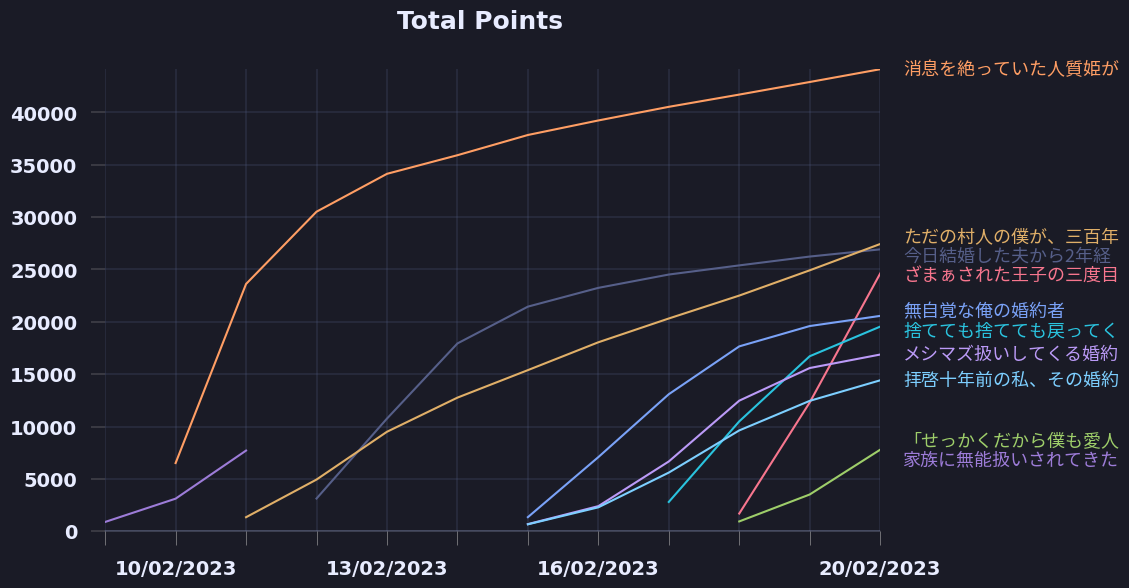 Total Points
消息を絶っていた人質姫が
40000
35000
30000
ただの村人の僕が、三百年
今日結婚した夫から2年経
25000
ざまぁされた王子の三度目
無自覚な俺の婚約者
20000
捨てても捨てても戻ってく
メシマズ扱いしてくる婚約
15000
拝啓十年前の私、その婚約
10000
「せっかくだから僕も愛人
家族に無能扱いされてきた
5000
0
10/02/2023 13/02/2023 16/02/2023 20/02/2023